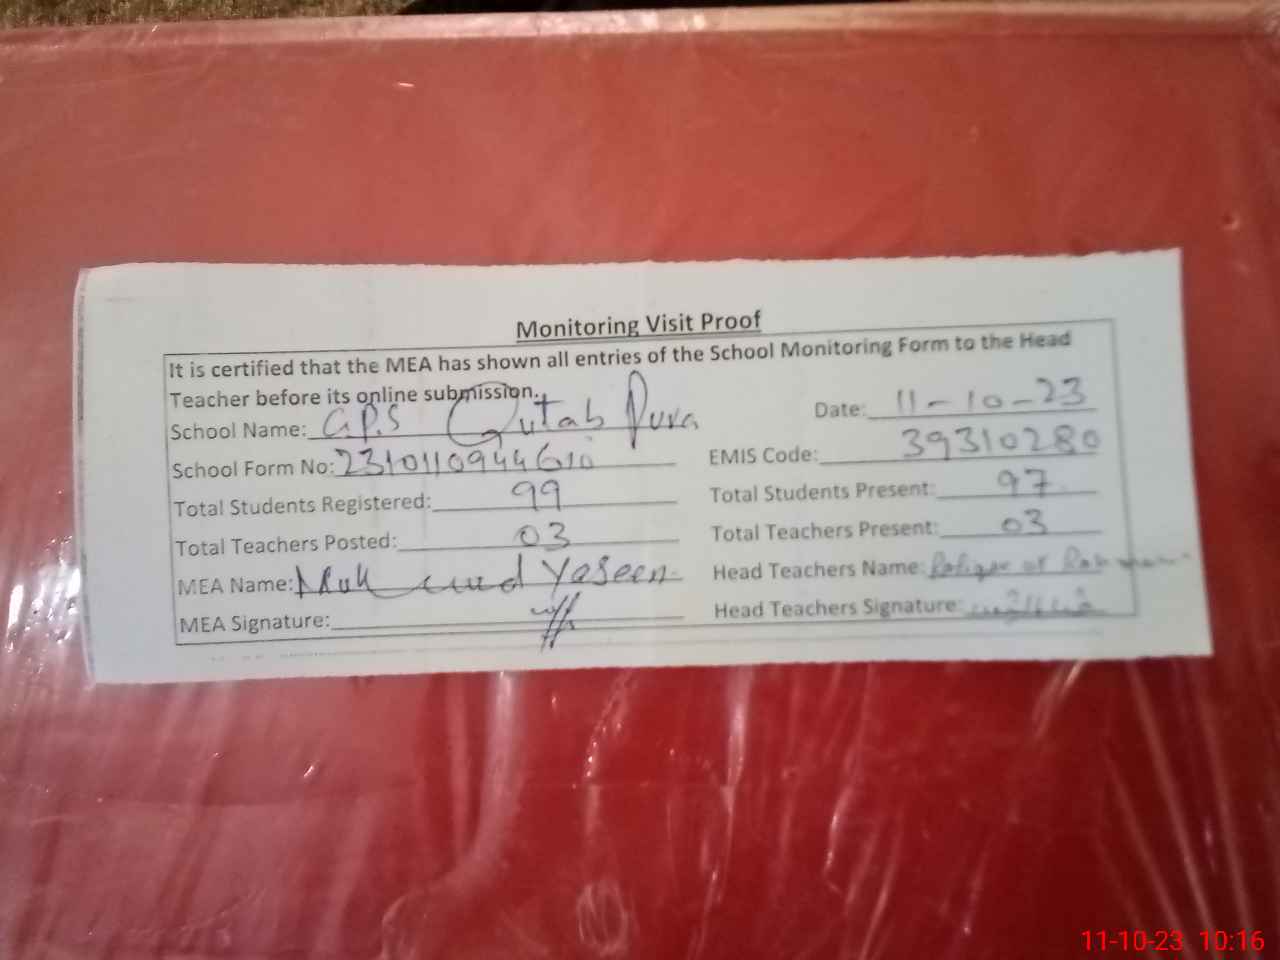 Monitoring Visit Proof
It is certified that the MEA has shown all entries of the School Monitoring Form to the Head
Teacher before its online submission.
School Name: G.P.S Qutab Pura Date: 11-10-23
School Form No: 2310110944610 EMIS Code: 39310280
Total Students Registered: 99 Total Students Present: 97
Total Teachers Posted: 03 Total Teachers Present: 03
MEA Name: Yaseen Head Teachers Name:
MEA Signature: Head Teachers Signature:
11-10-23 10:16